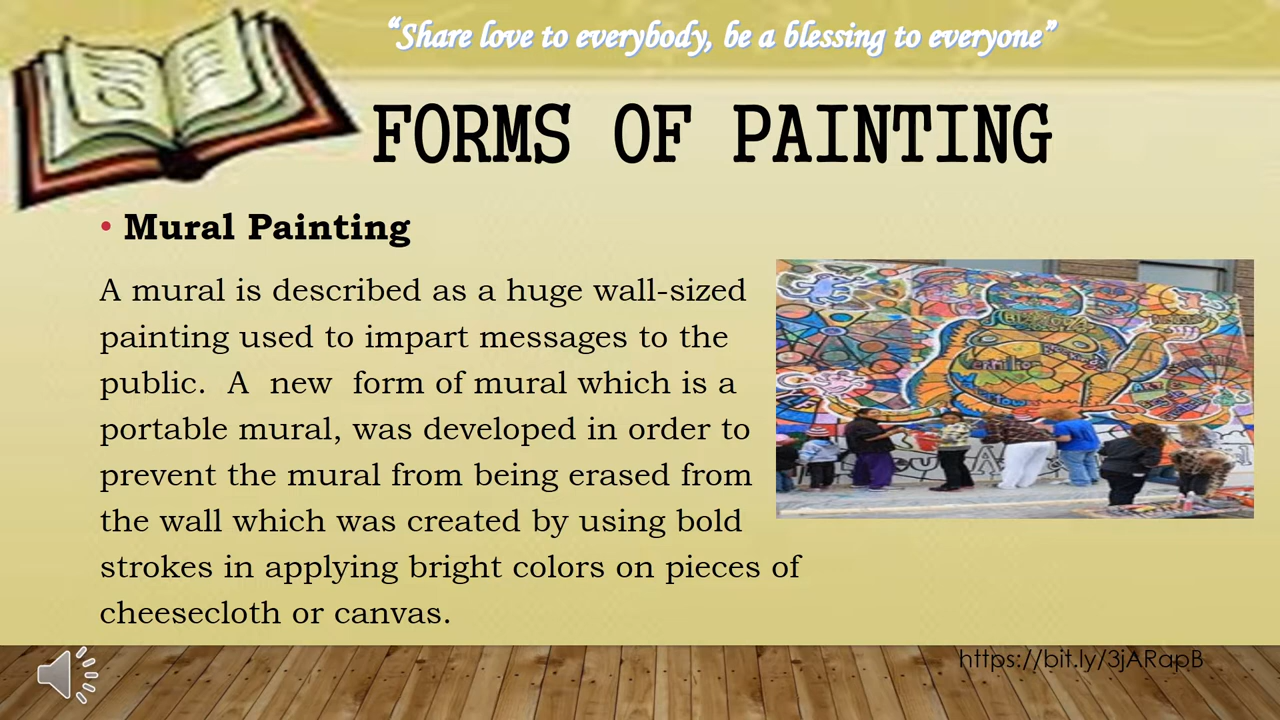 “Share love to everybody, be a blessing to everyone”
FORMS OF PAINTING
• Mural Painting
A mural is described as a huge wall-sized
painting used to impart messages to the
public. A new form of mural which is a
portable mural, was developed in order to
prevent the mural from being erased from
the wall which was created by using bold
strokes in applying bright colors on pieces of
cheesecloth or canvas.
https://bit.ly/3jARapB